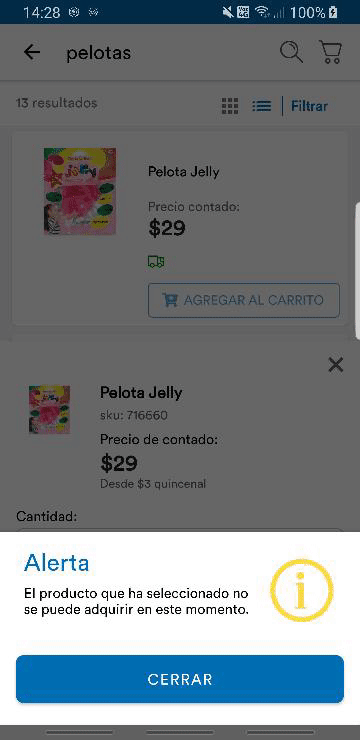 14:28
100%
pelotas
13 resultados
Filtrar
Jelly
Pelota Jelly
Precio contado:
$29
AGREGAR AL CARRITO
Pelota Jelly
sku: 716660
Precio de contado:
$29
Desde $3 quincenal
Cantidad:
Alerta
El producto que ha seleccionado no
se puede adquirir en este momento.
CERRAR